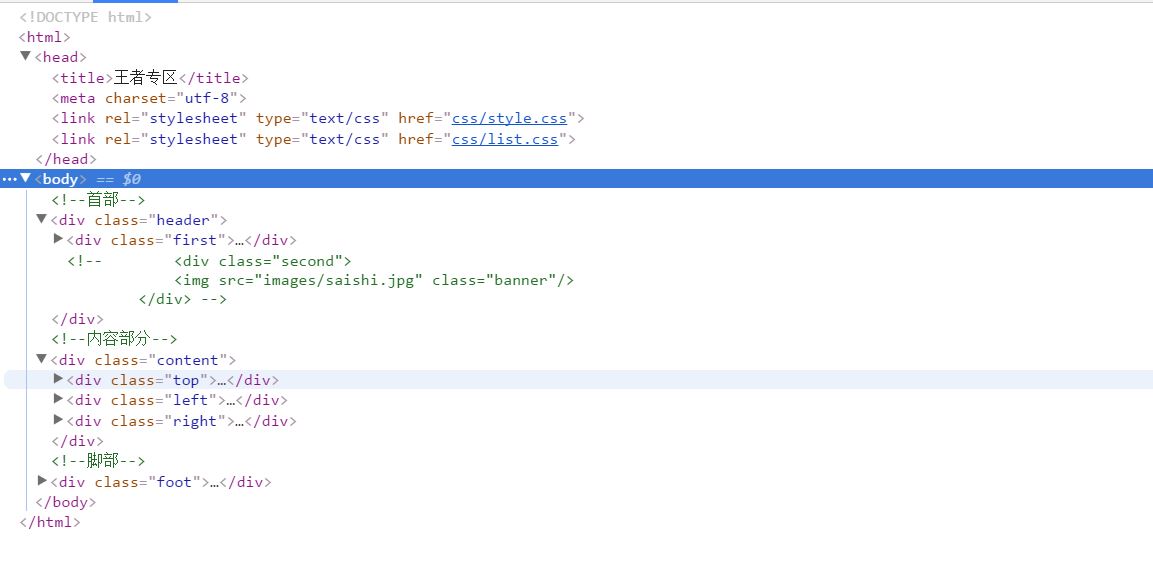 <!DOCTYPE html>
<html>
<head>
<title>王者专区</title>
<meta charset="utf-8">
<link rel="stylesheet" type="text/css" href="css/style.css">
<link rel="stylesheet" type="text/css" href="css/list.css">
</head>
<body> == $0
<!--首部-->
<div class="header">
<div class="first">…</div>
<!-- <div class="second">
<img src="images/saishi.jpg" class="banner"/>
</div> -->
</div>
<!--内容部分-->
<div class="content">
<div class="top">…</div>
<div class="left">…</div>
<div class="right">…</div>
</div>
<!--脚部-->
<div class="foot">…</div>
</body>
</html>